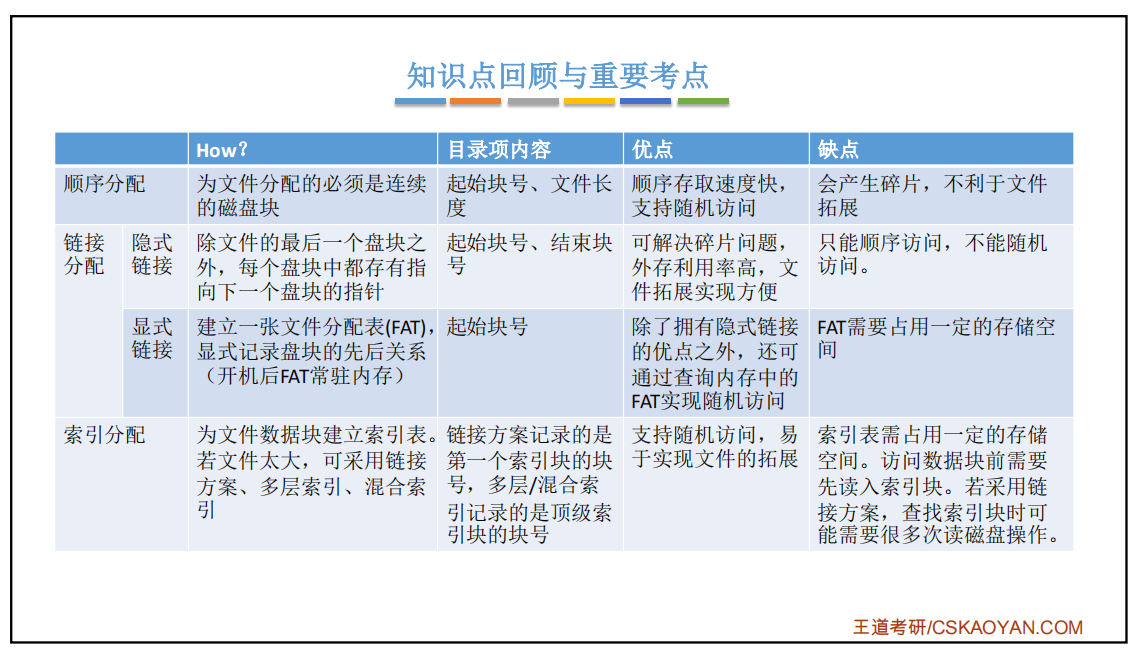 知识点回顾与重要考点
How?
目录项内容
优点
缺点
顺序分配
为文件分配的必须是连续
的磁盘块
起始块号、文件长
度
顺序存取速度快，
支持随机访问
会产生碎片，不利于文件
拓展
链接
分配
隐式
链接
除文件的最后一个盘块之
外，每个盘块中都存有指
向下一个盘块的指针
起始块号、结束块
号
可解决碎片问题，
外存利用率高，文
件拓展实现方便
只能顺序访问，不能随机
访问。
显式
链接
建立一张文件分配表(FAT)，
显式记录盘块的先后关系
（开机后FAT常驻内存）
起始块号
除了拥有隐式链接
的优点之外，还可
通过查询内存中的
FAT实现随机访问
FAT需要占用一定的存储空
间
索引分配
为文件数据块建立索引表。
若文件太大，可采用链接
方案、多层索引、混合索
引
链接方案记录的是
第一个索引块的块
号，多层/混合索
引记录的是顶级索
引块的块号
支持随机访问，易
于实现文件的拓展
索引表需占用一定的存储
空间。访问数据块前需要
先读入索引块。若采用链
接方案，查找索引块时可
能需要很多次读磁盘操作。
王道考研/CSKAOYAN.COM